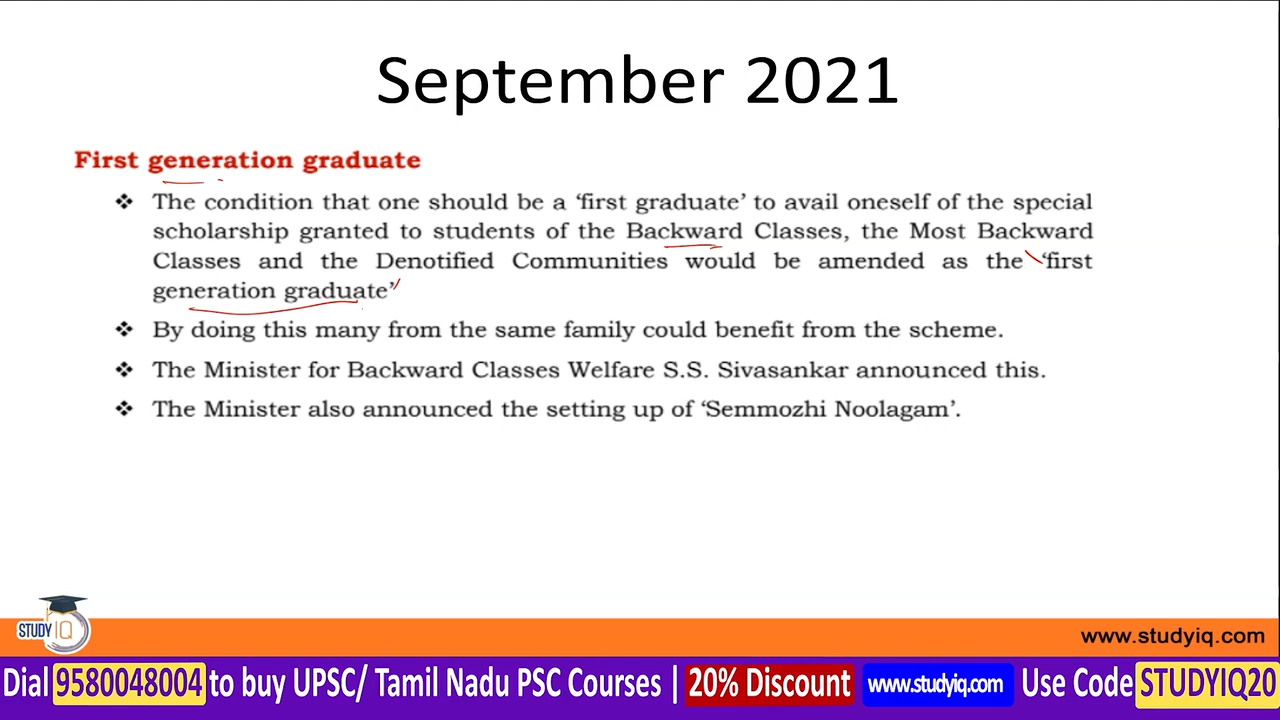 September 2021
First generation graduate
❖ The condition that one should be a ‘first graduate’ to avail oneself of the special
scholarship granted to students of the Backward Classes, the Most Backward
Classes and the Denotified Communities would be amended as the ‘first
generation graduate’
❖ By doing this many from the same family could benefit from the scheme.
❖ The Minister for Backward Classes Welfare S.S. Sivasankar announced this.
❖ The Minister also announced the setting up of ‘Semmozhi Noolagam’.
STUDY IQ
www.studyiq.com
Dial 9580048004 to buy UPSC/ Tamil Nadu PSC Courses | 20% Discount www.studyiq.com Use Code STUDYIQ20